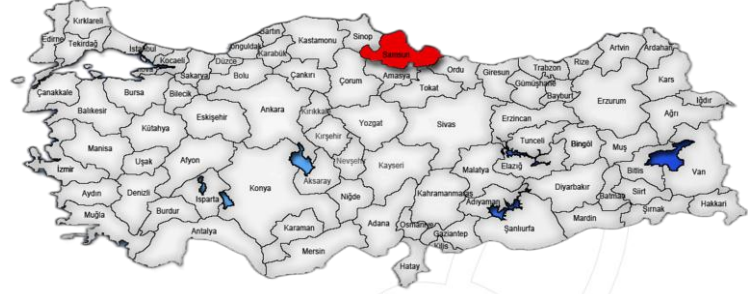 Kırklareli
Edirne
Tekirdağ
İstanbul
Kocaeli
Sakarya
Düzce
Zonguldak
Bartın
Karabük
Kastamonu
Sinop
Samsun
Ordu
Giresun
Trabzon
Rize
Artvin
Ardahan
Kars
Iğdır
Ağrı
Gümüşhane
Bayburt
Erzurum
Bolu
Çankırı
Çorum
Amasya
Tokat
Çanakkale
Balıkesir
Bursa
Bilecik
Eskişehir
Ankara
Kırıkkale
Yozgat
Sivas
Erzincan
Tunceli
Bingöl
Muş
Kütahya
Manisa
Uşak
Afyon
Kırşehir
Nevşehir
Kayseri
Malatya
Elazığ
Bitlis
Van
İzmir
Aydın
Denizli
Isparta
Konya
Aksaray
Niğde
Kahramanmaraş
Adıyaman
Diyarbakır
Batman
Siirt
Şırnak
Hakkari
Muğla
Burdur
Antalya
Karaman
Mersin
Adana
Osmaniye
Gaziantep
Kilis
Şanlıurfa
Mardin
Hatay